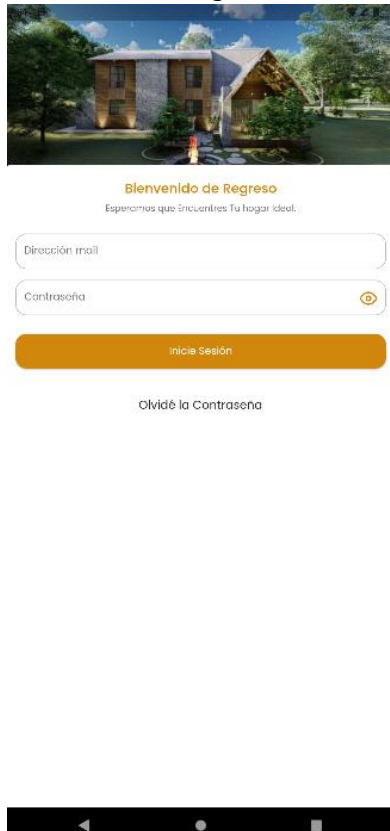 Bienvenido de Regreso
Esperamos que Encuentres Tu hogar Ideal.
Dirección mail
Contraseña
Inicie Sesión
Olvidé la Contraseña